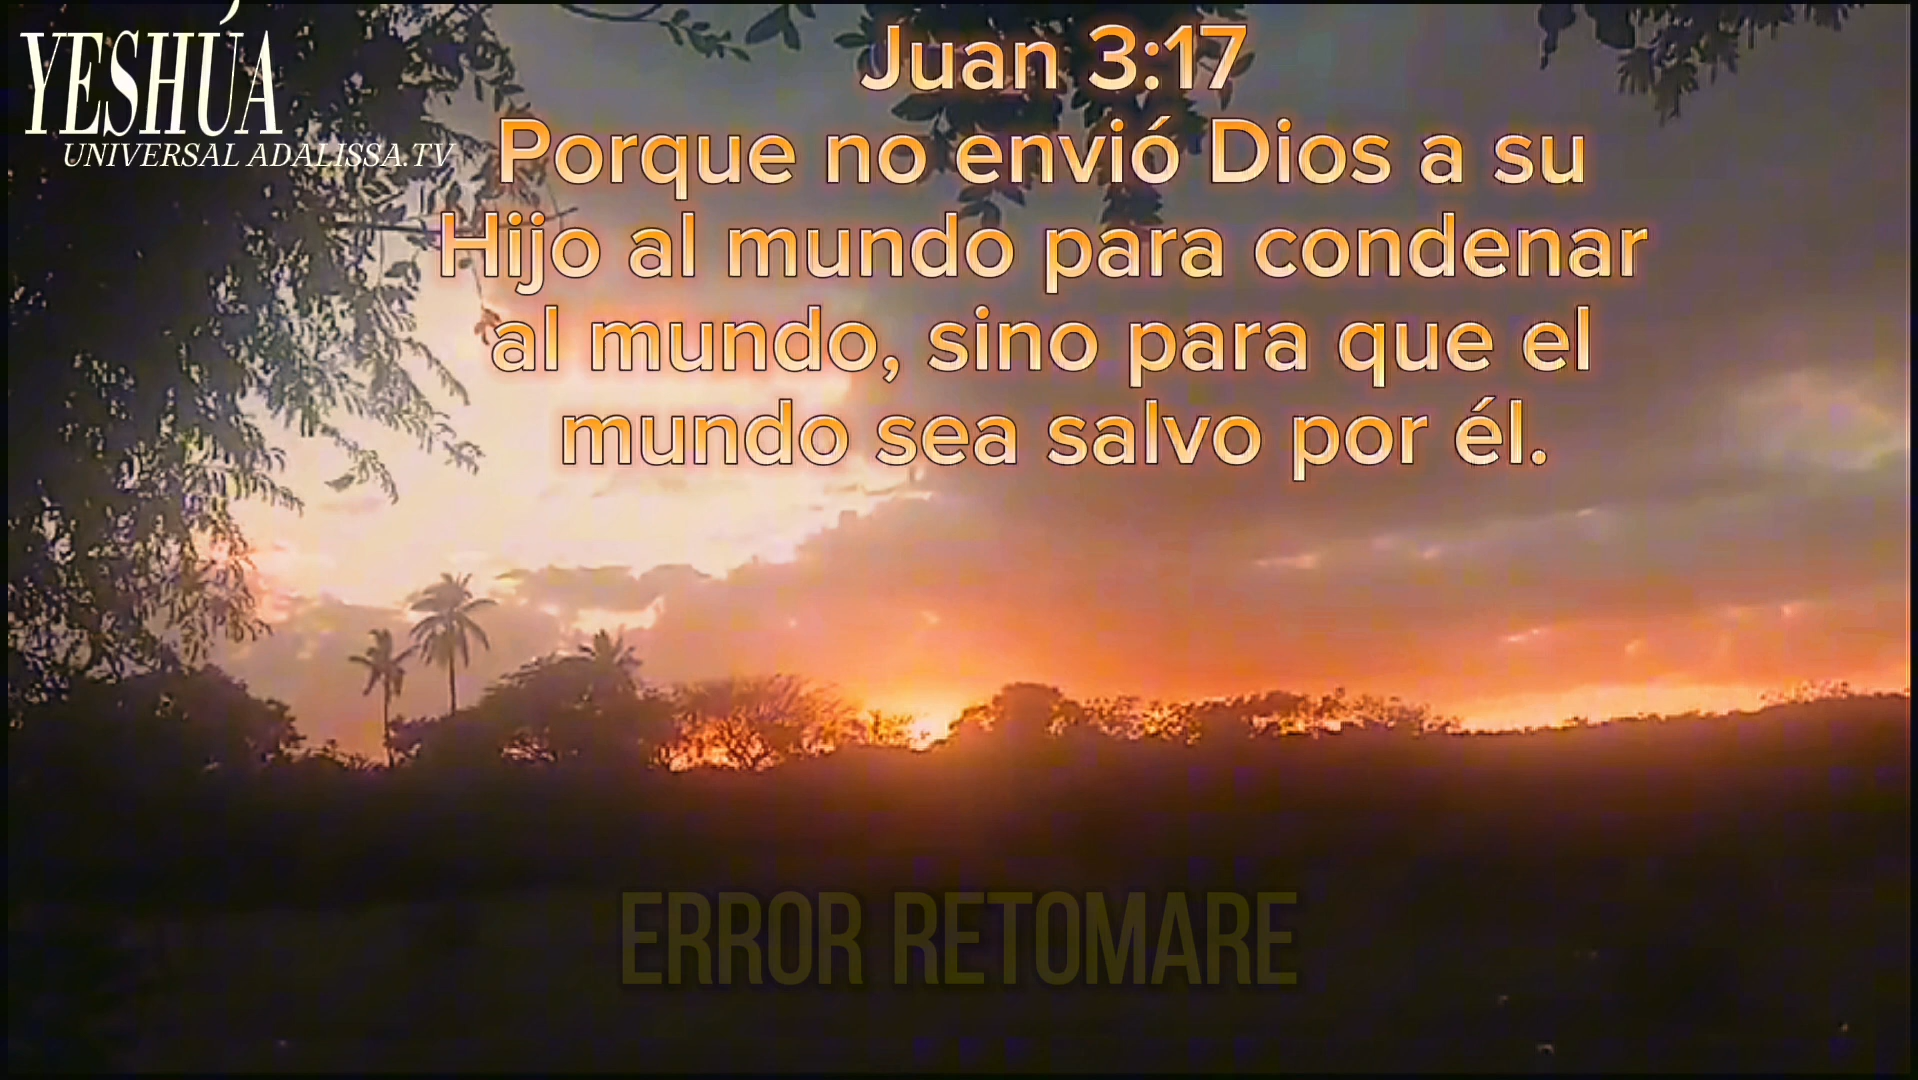 YESHÚA
UNIVERSAL ADALISSA.TV
Juan 3:17
Porque no envió Dios a su
Hijo al mundo para condenar
al mundo, sino para que el
mundo sea salvo por él.
ERROR RETOMARE